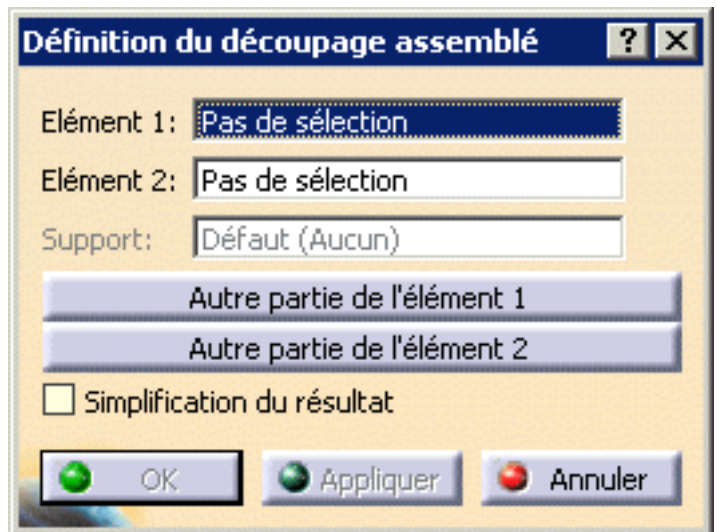 Définition du découpage assemblé ? X
Elément 1: Pas de sélection
Elément 2: Pas de sélection
Support: Défaut (Aucun)
Autre partie de l'élément 1
Autre partie de l'élément 2
Simplification du résultat
OK Appliquer Annuler